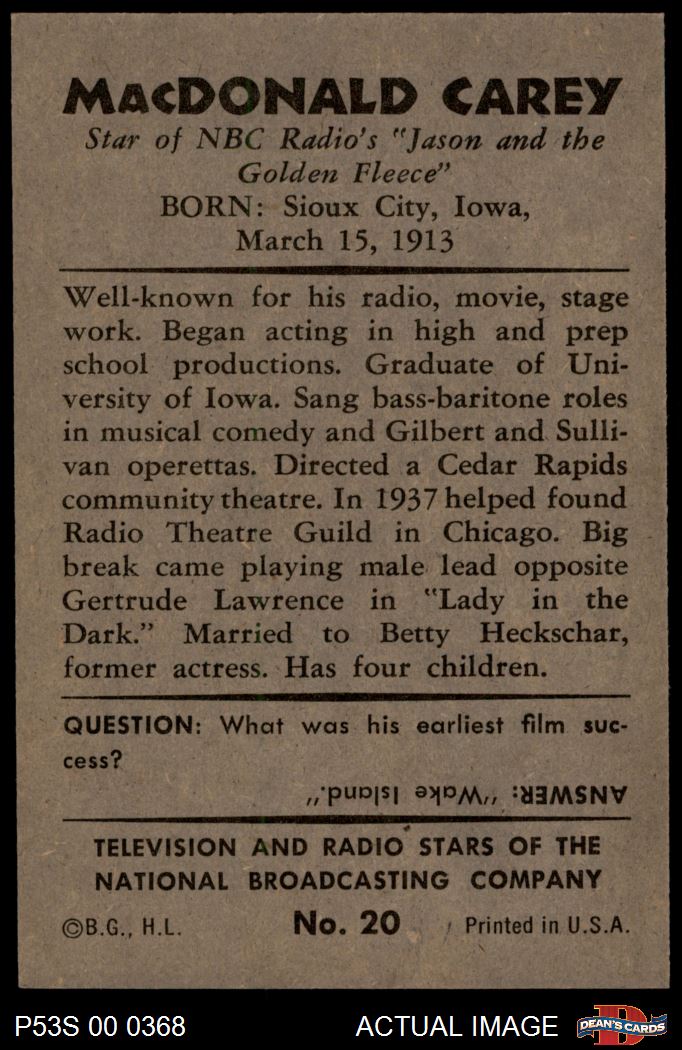 MacDONALD CAREY
Star of NBC Radio's "Jason and the
Golden Fleece"
BORN: Sioux City, Iowa,
March 15, 1913
Well-known for his radio, movie, stage
work. Began acting in high and prep
school productions. Graduate of Uni-
versity of Iowa. Sang bass-baritone roles
in musical comedy and Gilbert and Sulli-
van operettas. Directed a Cedar Rapids
community theatre. In 1937 helped found
Radio Theatre Guild in Chicago. Big
break came playing male lead opposite
Gertrude Lawrence in "Lady in the
Dark." Married to Betty Heckschar,
former actress. Has four children.
QUESTION: What was his earliest film suc-
cess?
ANSWER: "Wake Island."
TELEVISION AND RADIO STARS OF THE
NATIONAL BROADCASTING COMPANY
©B.G., H.L. No. 20 Printed in U.S.A.
P53S 00 0368 ACTUAL IMAGE DEAN'S CARDS